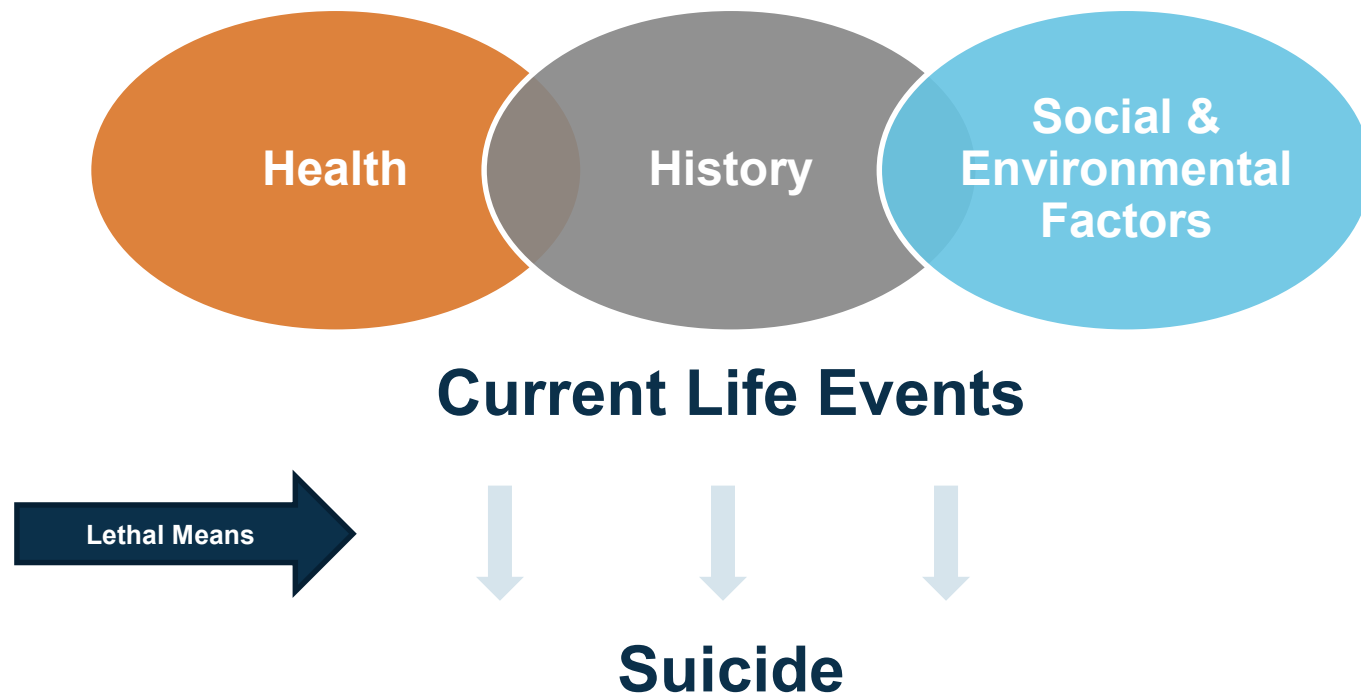 Health
History
Social &
Environmental
Factors
Current Life Events
Lethal Means
Suicide